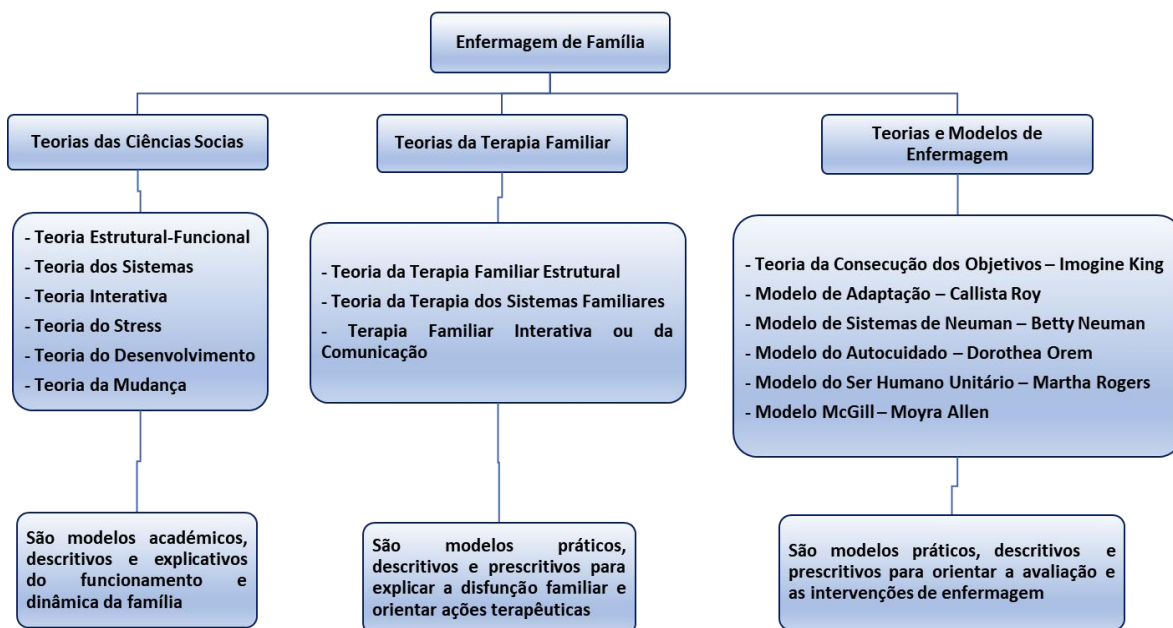 Enfermagem de Família
Teorias das Ciências Socias
Teorias da Terapia Familiar
Teorias e Modelos de
Enfermagem
- Teoria Estrutural-Funcional
- Teoria dos Sistemas
- Teoria Interativa
- Teoria do Stress
- Teoria do Desenvolvimento
- Teoria da Mudança
- Teoria da Terapia Familiar Estrutural
- Teoria da Terapia dos Sistemas Familiares
- Terapia Familiar Interativa ou da
Comunicação
- Teoria da Consecução dos Objetivos – Imogine King
- Modelo de Adaptação – Callista Roy
- Modelo de Sistemas de Neuman – Betty Neuman
- Modelo do Autocuidado – Dorothea Orem
- Modelo do Ser Humano Unitário – Martha Rogers
- Modelo McGill – Moyra Allen
São modelos académicos,
descritivos e explicativos
do funcionamento e
dinâmica da família
São modelos práticos,
descritivos e prescritivos para
explicar a disfunção familiar e
orientar ações terapêuticas
São modelos práticos, descritivos e
prescritivos para orientar a avaliação e
as intervenções de enfermagem